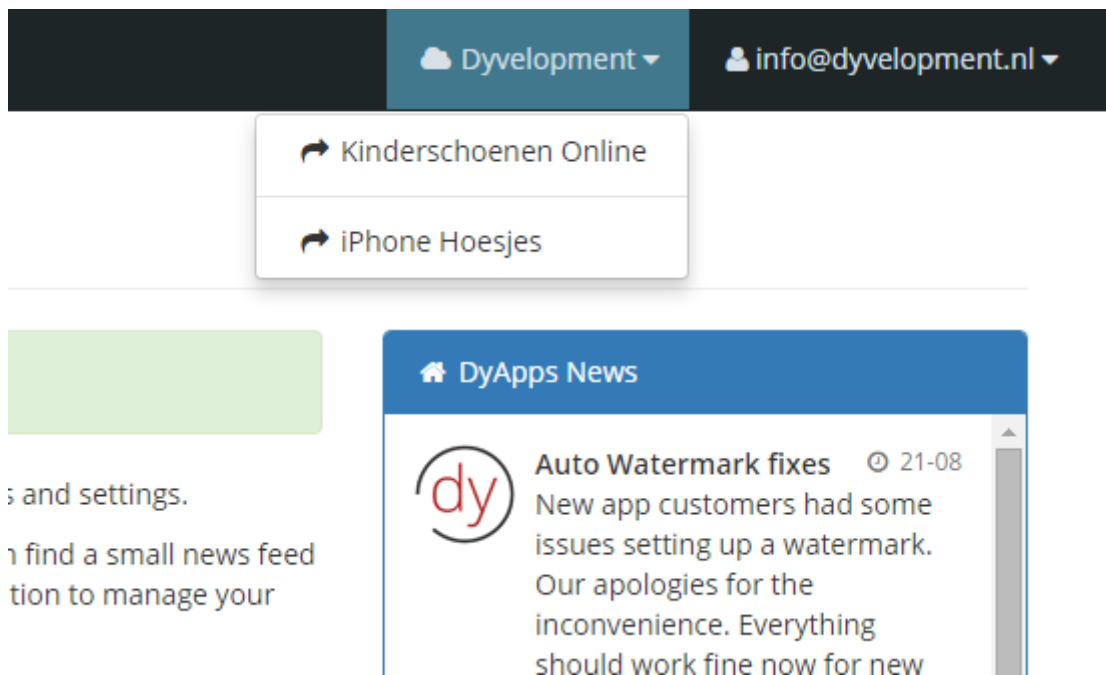 Dyvelopment
info@dyvelopment.nl
Kinderschoenen Online
iPhone Hoesjes
DyApps News
s and settings.
n find a small news feed
tion to manage your
dy
Auto Watermark fixes 21-08
New app customers had some
issues setting up a watermark.
Our apologies for the
inconvenience. Everything
should work fine now for new